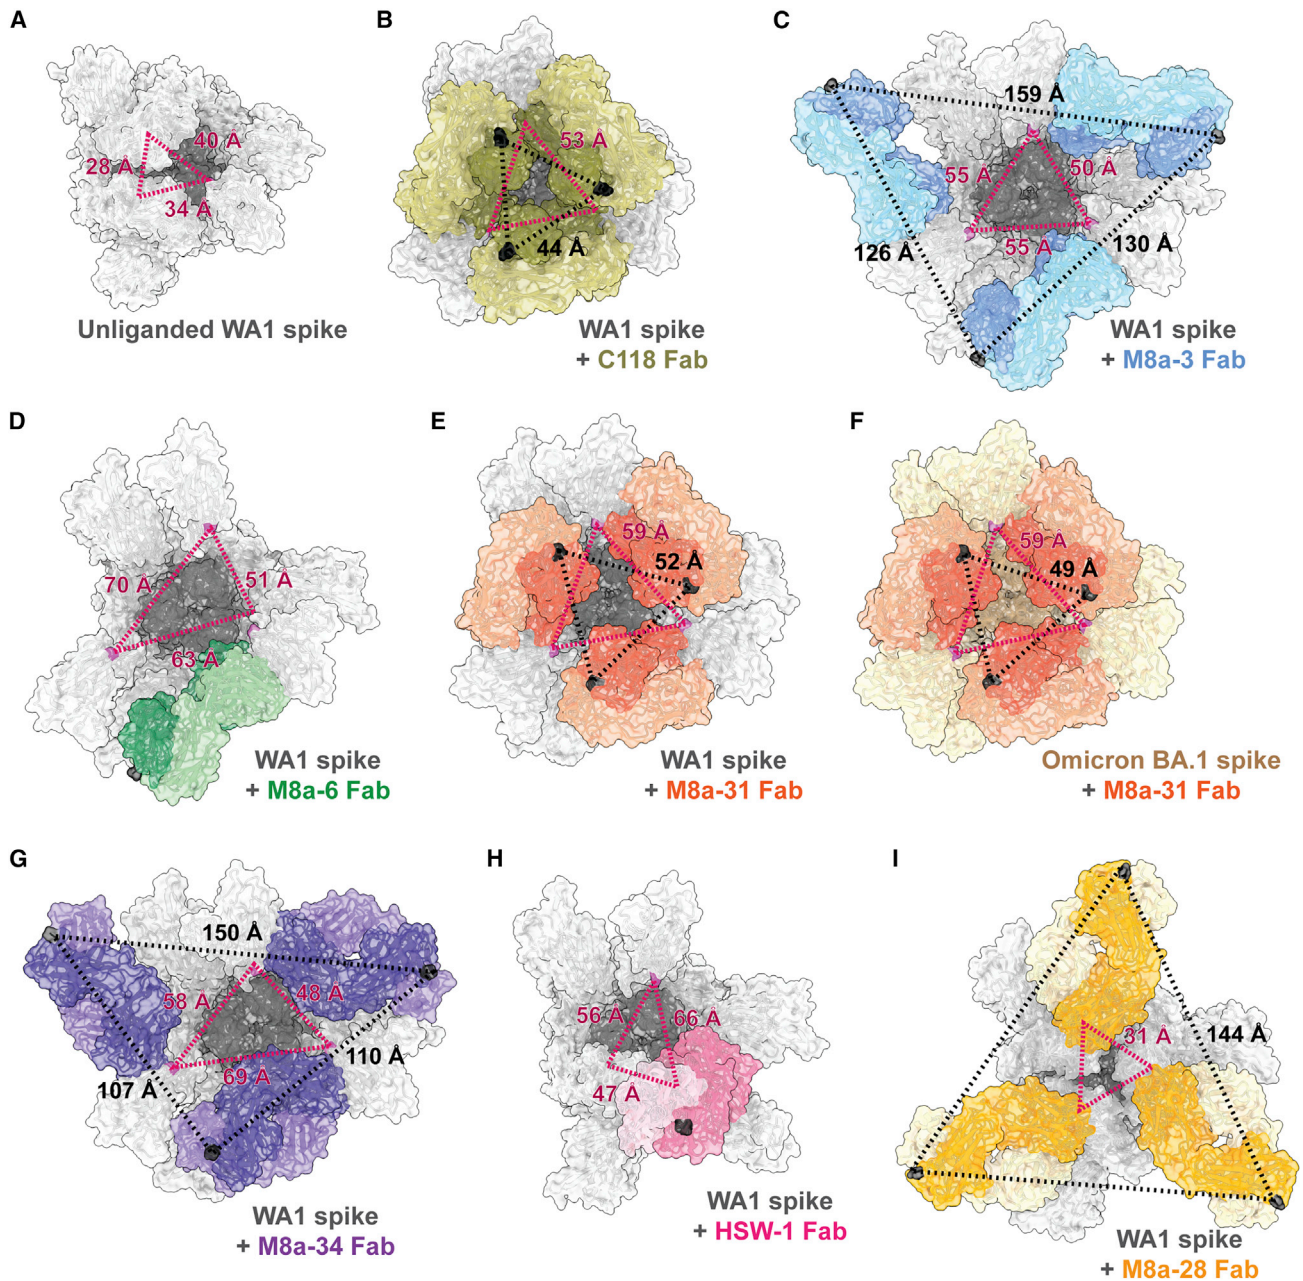 A
40 Å
28 Å
34 Å
Unliganded WA1 spike
B
53 Å
44 Å
WA1 spike
+ C118 Fab
C
159 Å
55 Å
50 Å
55 Å
126 Å
130 Å
WA1 spike
+ M8a-3 Fab
D
70 Å
51 Å
63 Å
WA1 spike
+ M8a-6 Fab
E
59 Å
52 Å
WA1 spike
+ M8a-31 Fab
F
59 Å
49 Å
Omicron BA.1 spike
+ M8a-31 Fab
G
150 Å
58 Å
48 Å
110 Å
69 Å
107 Å
WA1 spike
+ M8a-34 Fab
H
56 Å
66 Å
47 Å
WA1 spike
+ HSW-1 Fab
I
31 Å
144 Å
WA1 spike
+ M8a-28 Fab